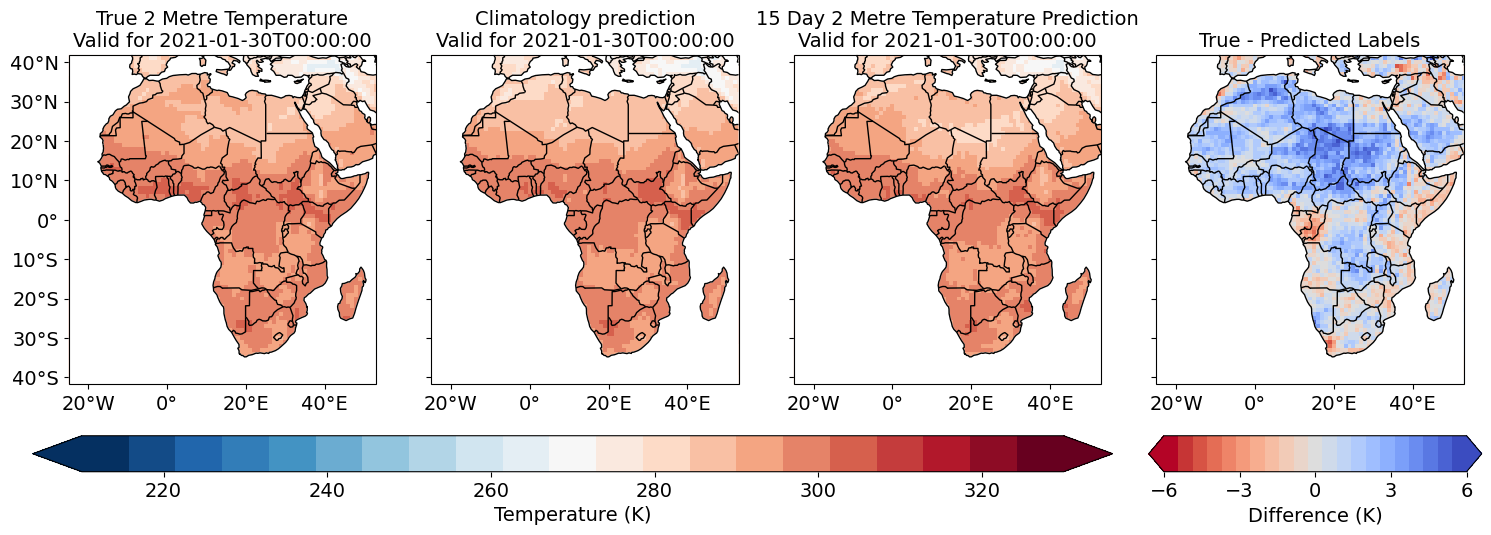 True 2 Metre Temperature
Valid for 2021-01-30T00:00:00
Climatology prediction
Valid for 2021-01-30T00:00:00
15 Day 2 Metre Temperature Prediction
Valid for 2021-01-30T00:00:00
True - Predicted Labels
40°N
30°N
20°N
10°N
0°
10°S
20°S
30°S
40°S
20°W 0° 20°E 40°E
20°W 0° 20°E 40°E
20°W 0° 20°E 40°E
20°W 0° 20°E 40°E
220 240 260 280 300 320
Temperature (K)
−6 −3 0 3 6
Difference (K)